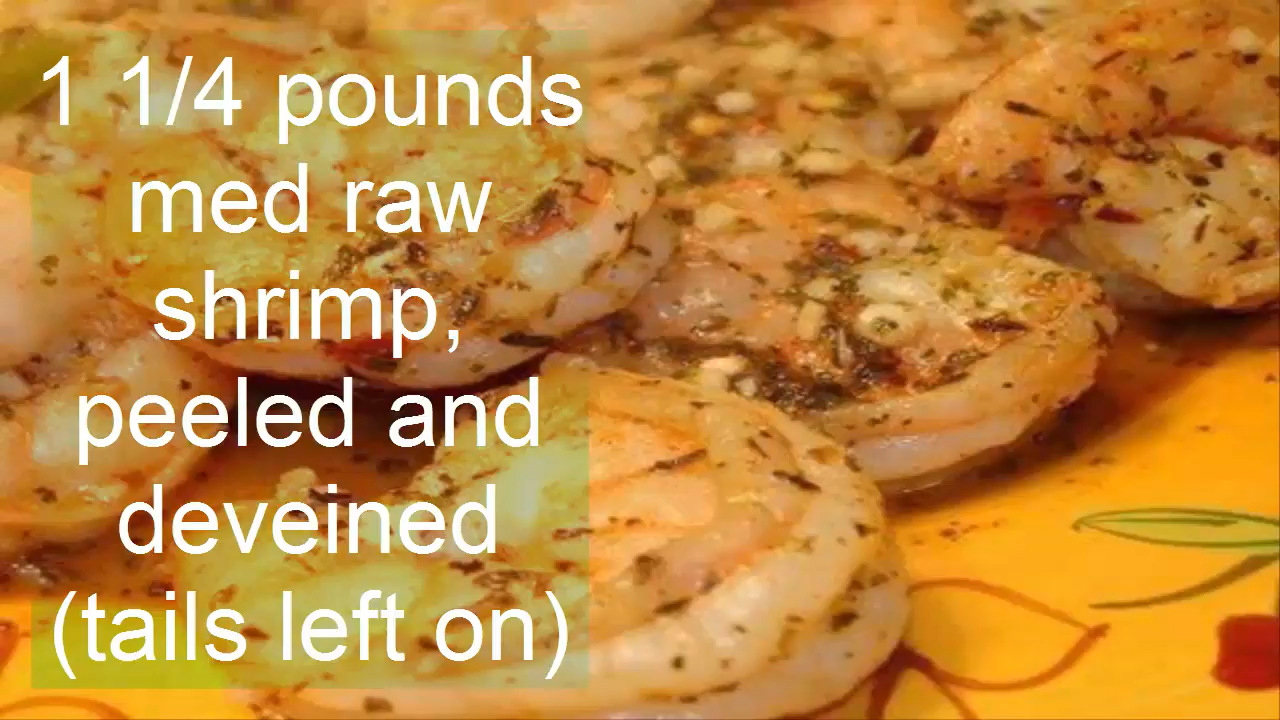 1 1/4 pounds
med raw
shrimp,
peeled and
deveined
(tails left on)